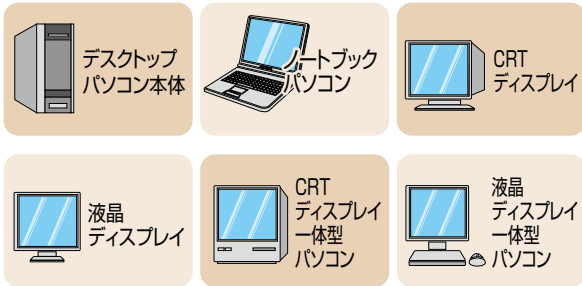 デスクトップ
パソコン本体
ノートブック
パソコン
CRT
ディスプレイ
液晶
ディスプレイ
CRT
ディスプレイ
一体型
パソコン
液晶
ディスプレイ
一体型
パソコン